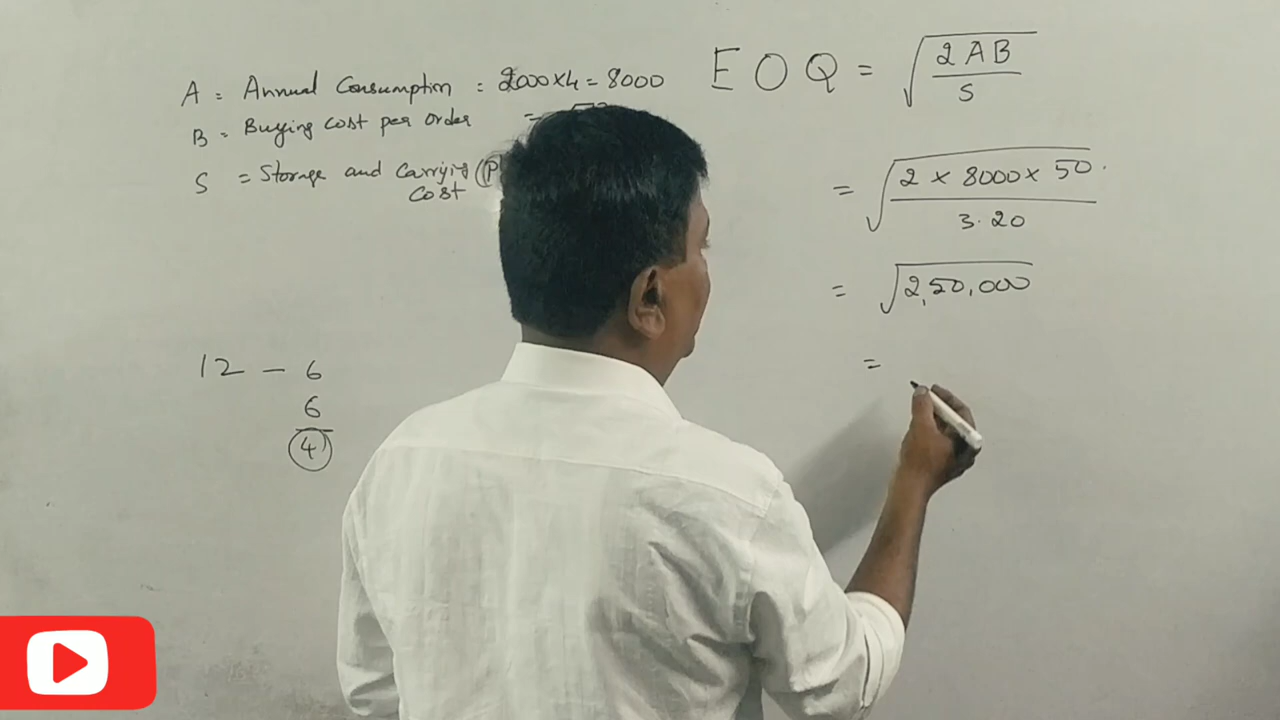 A = Annual Consumption = 2000 x 4 = 8000
B = Buying Cost per Order =
S = Storage and Carrying (P
Cost
EOQ = √2AB/S
= √2 x 8000 x 50/3.20
= √2,50,000
=
12 - 6
6
4